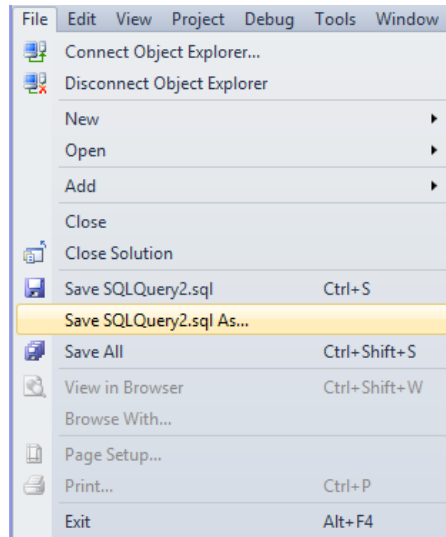 File Edit View Project Debug Tools Window
Connect Object Explorer...
Disconnect Object Explorer
New
Open
Add
Close
Close Solution
Save SQLQuery2.sql Ctrl+S
Save SQLQuery2.sql As...
Save All Ctrl+Shift+S
View in Browser Ctrl+Shift+W
Browse With...
Page Setup...
Print... Ctrl+P
Exit Alt+F4